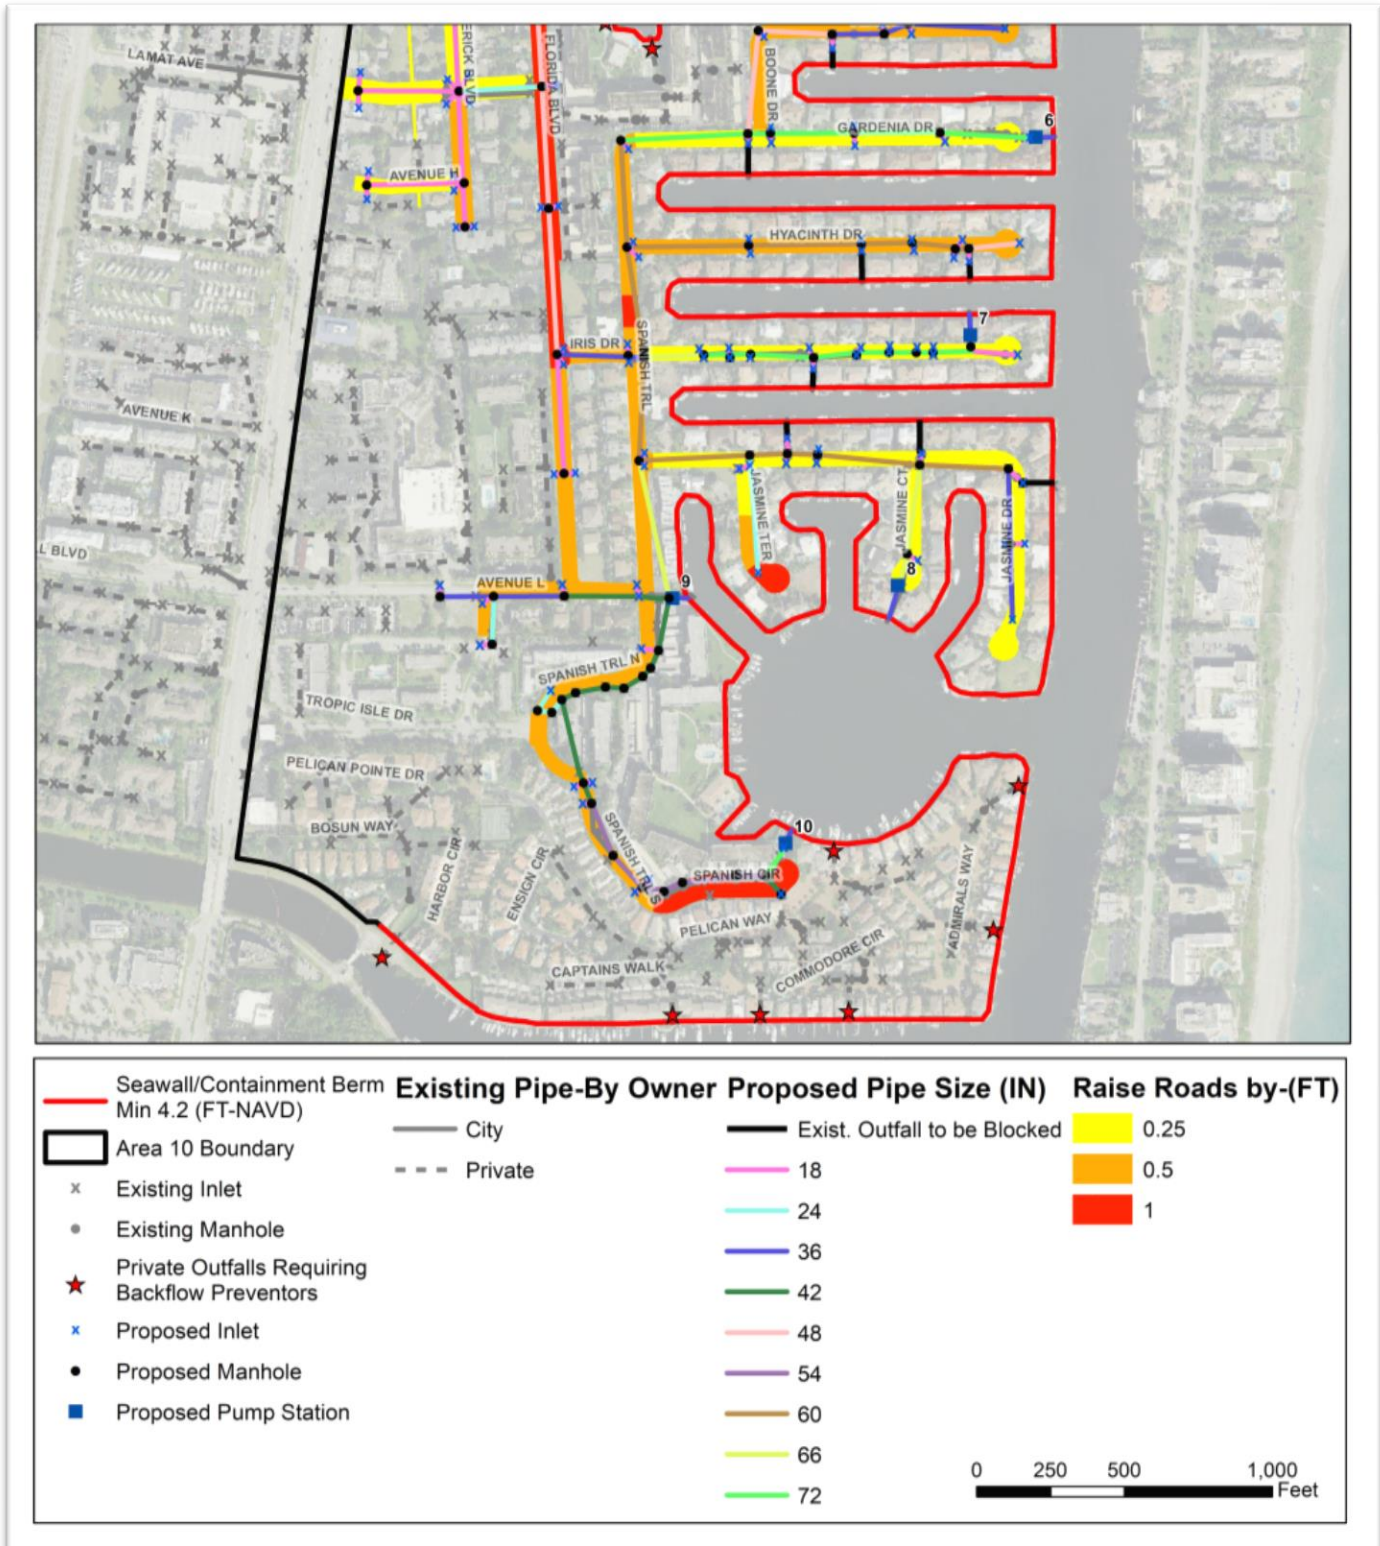 LAMAT AVE
ERICK BLVD
FLORIDA BLVD
BOONE DR
GARDENIA DR
6
AVENUE H
HYACINTH DR
7
IRIS DR
SPANISH TRL
AVENUE K
JASMINE TER
JASMINE CT
JASMINE DR
L BLVD
AVENUE L
9
8
SPANISH TRL N
TROPIC ISLE DR
PELICAN POINTE DR
BOSUN WAY
HARBOR CIR
ENSIGN CIR
SPANISH TRL S
10
SPANISH CIR
PELICAN WAY
ADMIRALS WAY
CAPTAINS WALK
COMMODORE CIR
Seawall/Containment Berm
Min 4.2 (FT-NAVD)
Area 10 Boundary
Existing Inlet
Existing Manhole
Private Outfalls Requiring
Backflow Preventors
Proposed Inlet
Proposed Manhole
Proposed Pump Station
Existing Pipe-By Owner
City
Private
Proposed Pipe Size (IN)
Exist. Outfall to be Blocked
18
24
36
42
48
54
60
66
72
Raise Roads by-(FT)
0.25
0.5
1
0 250 500 1,000
Feet